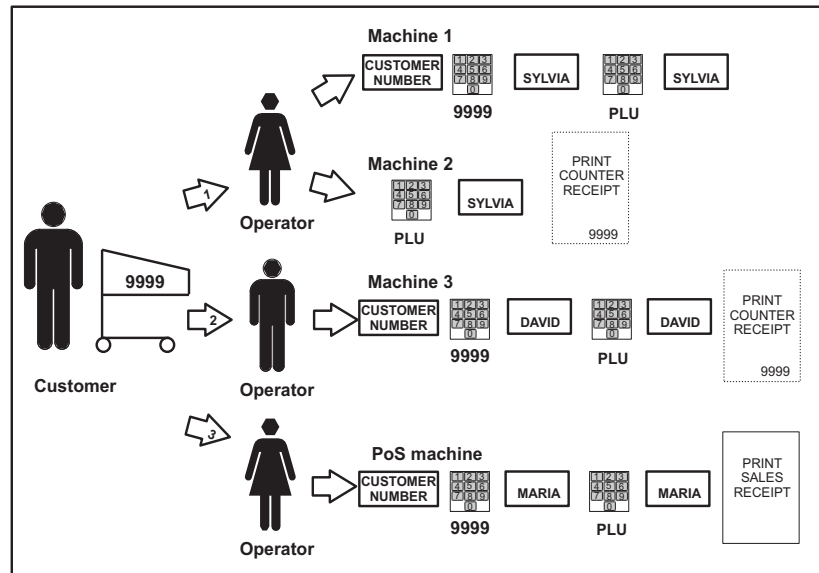 Machine 1
CUSTOMER
NUMBER
1 2 3
4 5 6
7 8 9
0
9999
SYLVIA
1 2 3
4 5 6
7 8 9
0
PLU
SYLVIA
1
Operator
Machine 2
1 2 3
4 5 6
7 8 9
0
PLU
SYLVIA
PRINT
COUNTER
RECEIPT
9999
9999
Customer
2
Operator
Machine 3
CUSTOMER
NUMBER
1 2 3
4 5 6
7 8 9
0
9999
DAVID
1 2 3
4 5 6
7 8 9
0
PLU
DAVID
PRINT
COUNTER
RECEIPT
9999
3
Operator
PoS machine
CUSTOMER
NUMBER
1 2 3
4 5 6
7 8 9
0
9999
MARIA
1 2 3
4 5 6
7 8 9
0
PLU
MARIA
PRINT
SALES
RECEIPT